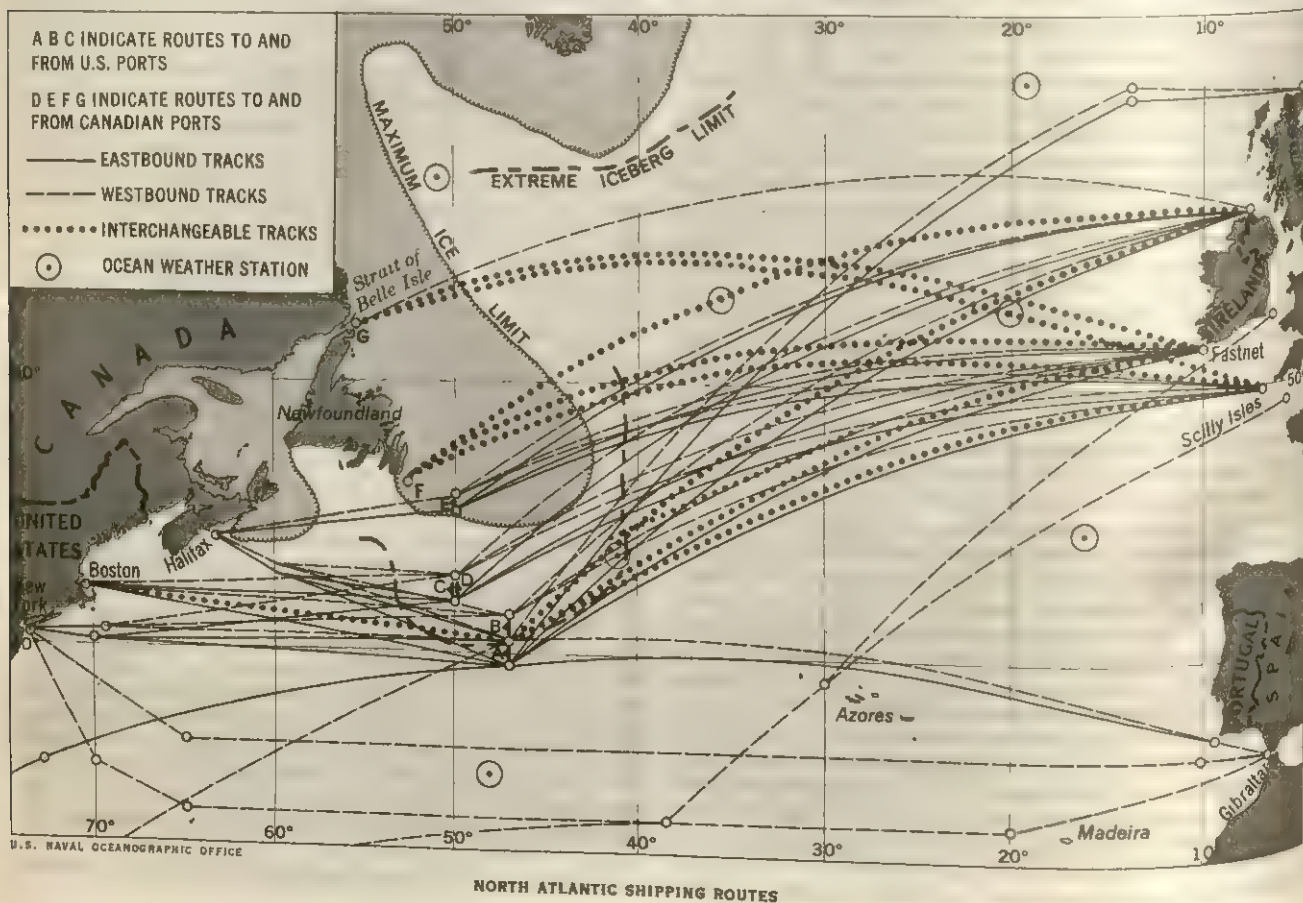 50°
40°
30°
20°
10°
A B C INDICATE ROUTES TO AND
FROM U.S. PORTS
D E F G INDICATE ROUTES TO AND
FROM CANADIAN PORTS
EASTBOUND TRACKS
WESTBOUND TRACKS
INTERCHANGEABLE TRACKS
OCEAN WEATHER STATION
MAXIMUM ICE LIMIT
EXTREME ICEBERG LIMIT
Strait of
Belle Isle
G
CANADA
Newfoundland
F
E
IRELAND
Fastnet
50°
Scilly Isles
UNITED
STATES
Halifax
Boston
C
D
B
A
PORTUGAL
Azores
Gibraltar
Madeira
70°
60°
50°
40°
30°
20°
10°
U.S. NAVAL OCEANOGRAPHIC OFFICE
NORTH ATLANTIC SHIPPING ROUTES